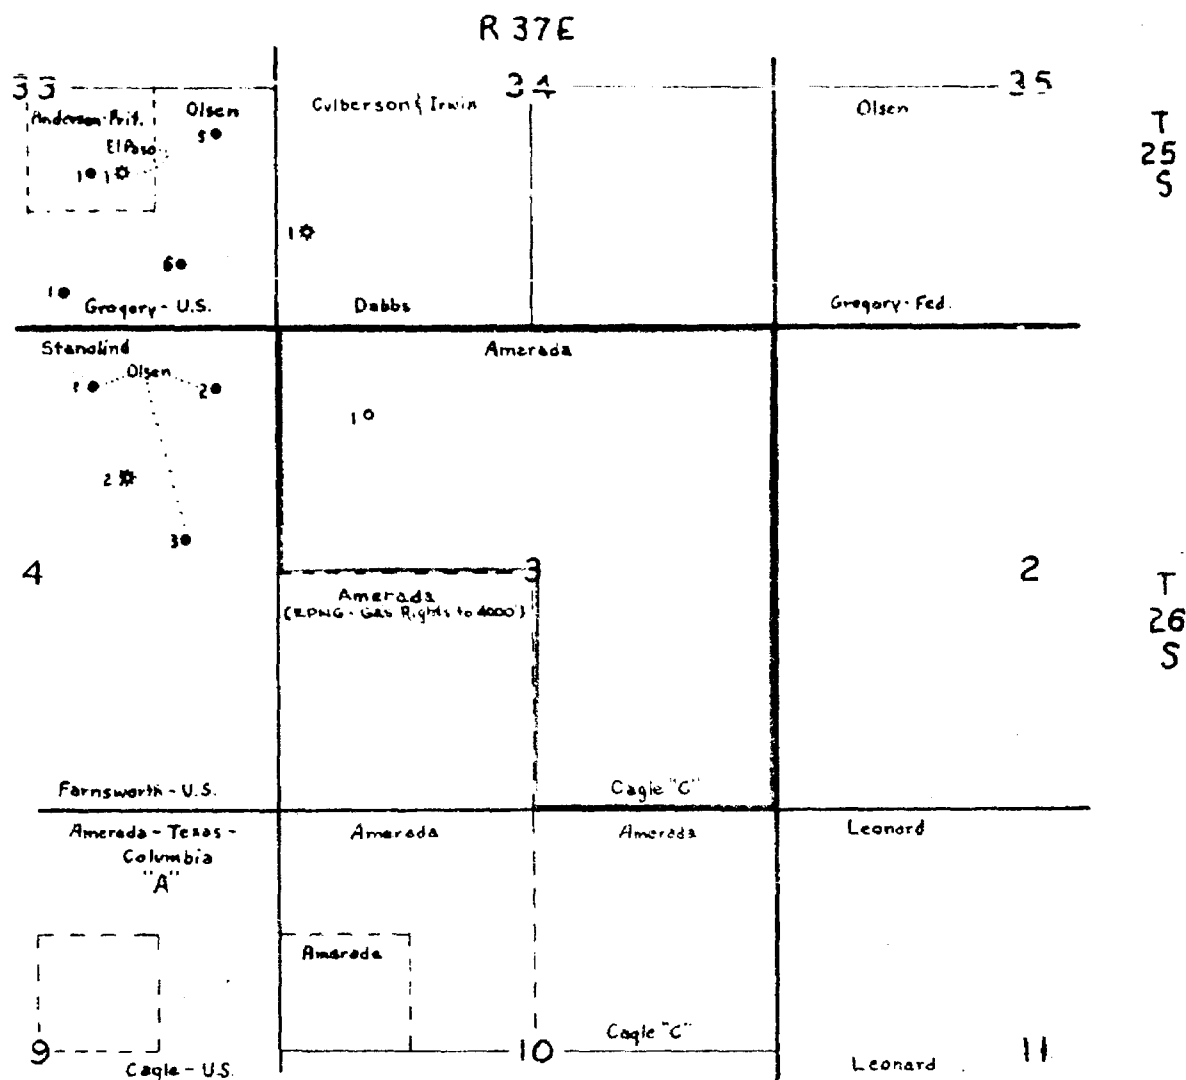 R 37E
33
34
35
Anderson-Prit.
Olsen
Culberson & Irwin
Olsen
T
25
S
5
El Paso
1
1
1
6
1
Gregory - U.S.
Dabbs
Gregory - Fed.
Stanolind
Amerada
Olsen
2
1
2
3
4
3
2
T
26
S
Amerada
(EPNG - Gas Rights to 4000')
Farnsworth - U.S.
Cagle "C"
Amerada - Texas -
Columbia
"A"
Amerada
Amerada
Leonard
Amerada
9
10
11
Cagle "C"
Cagle - U.S.
Leonard